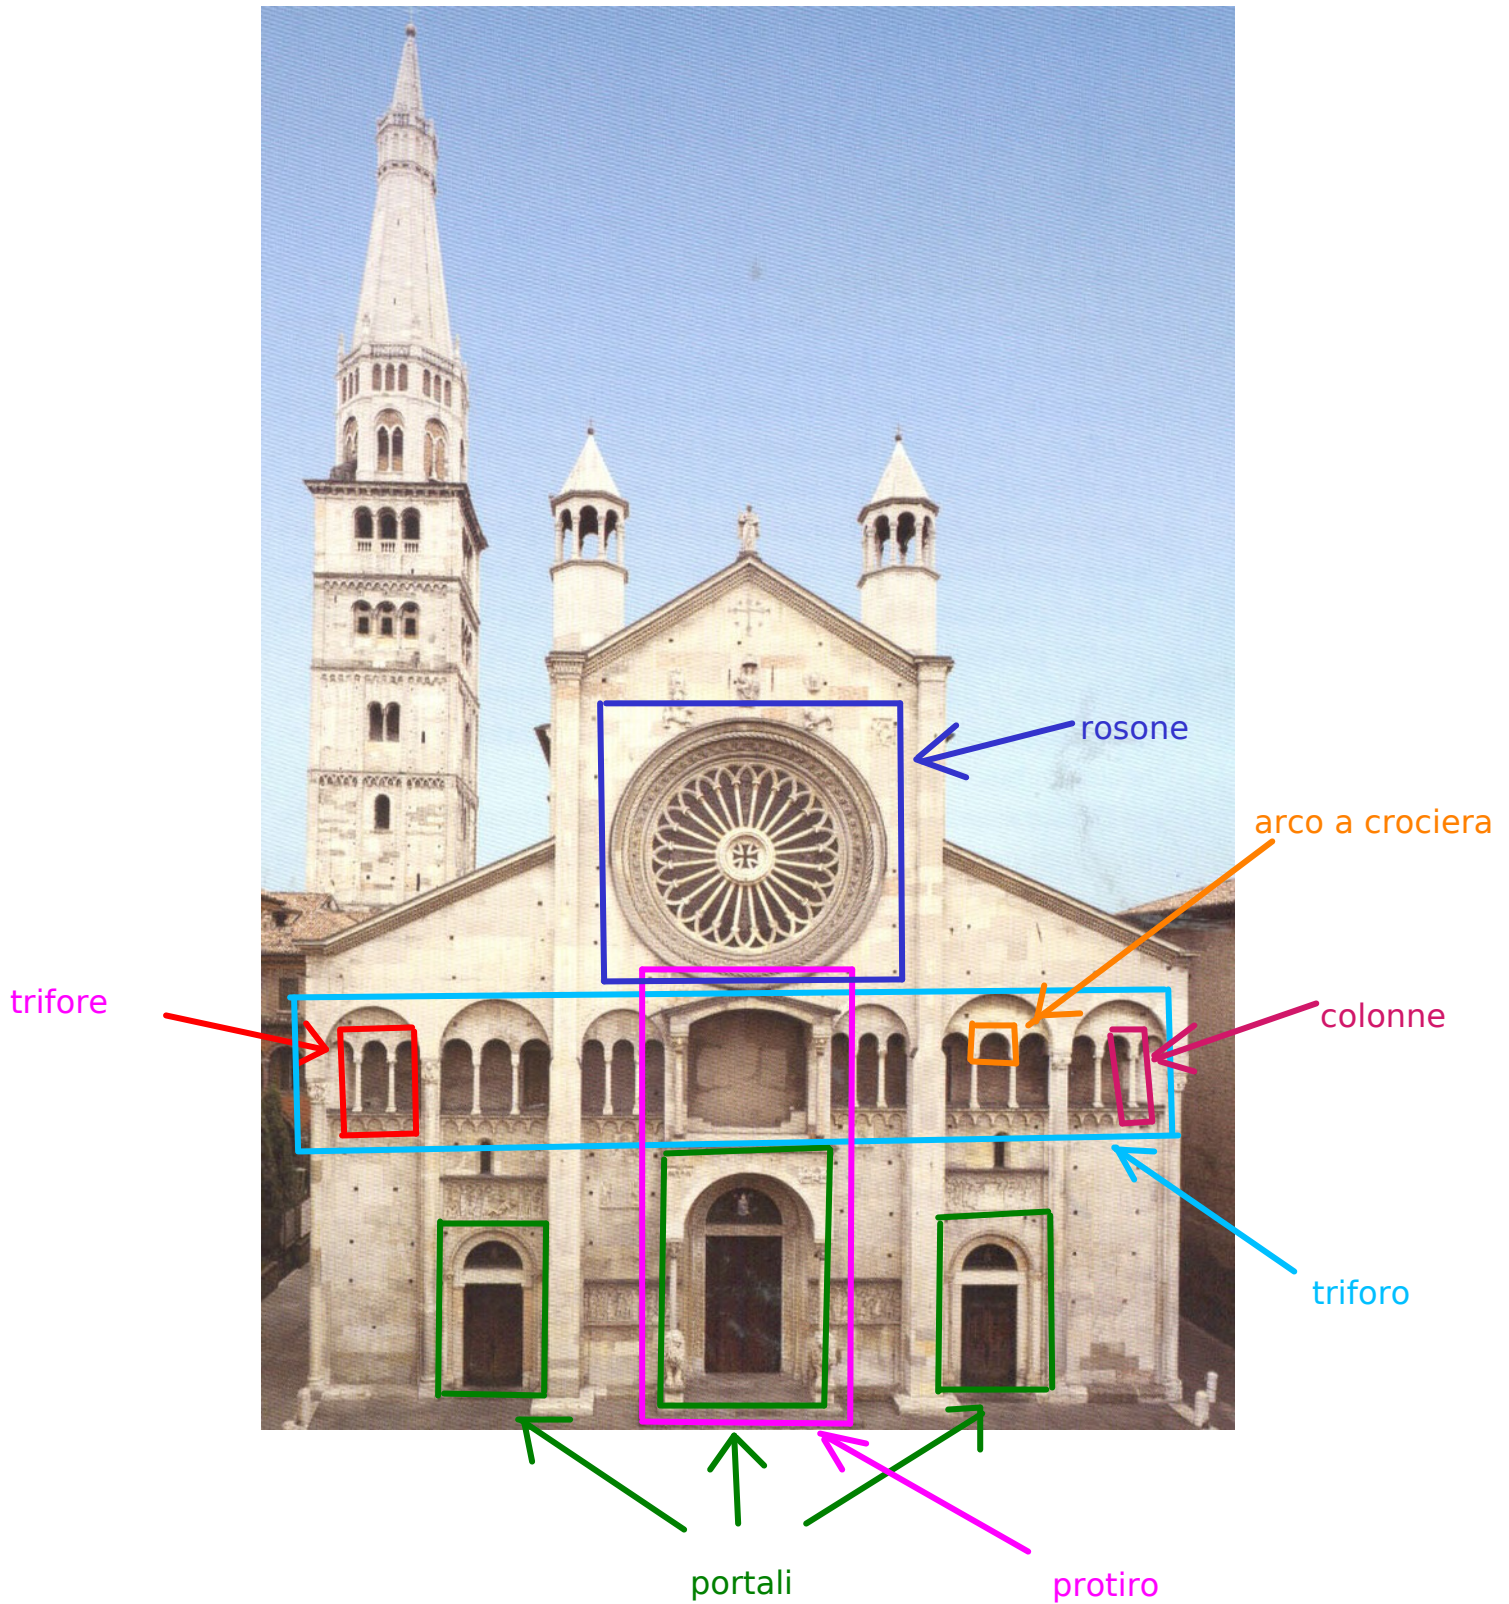 rosone
arco a crociera
trifore
colonne
triforo
portali
protiro